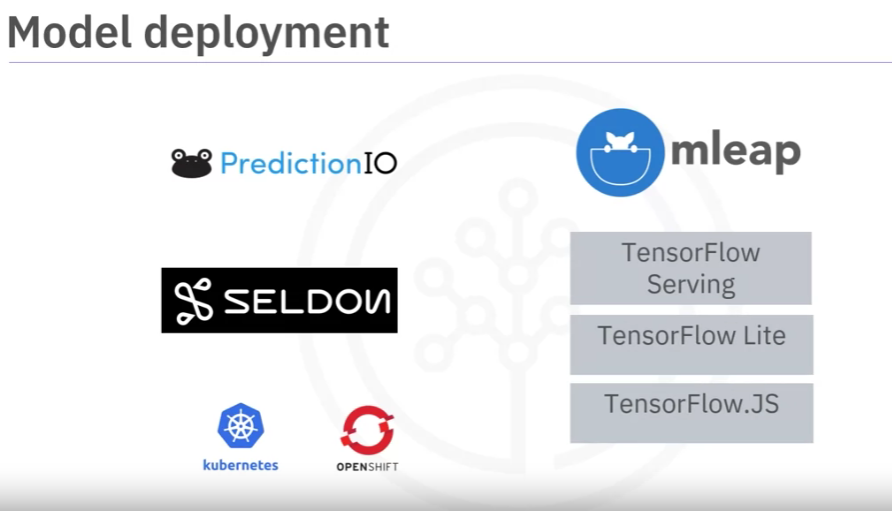 Model deployment
PredictionIO
mleap
TensorFlow
Serving
SELDON
TensorFlow Lite
TensorFlow.JS
kubernetes
OPENSHIFT